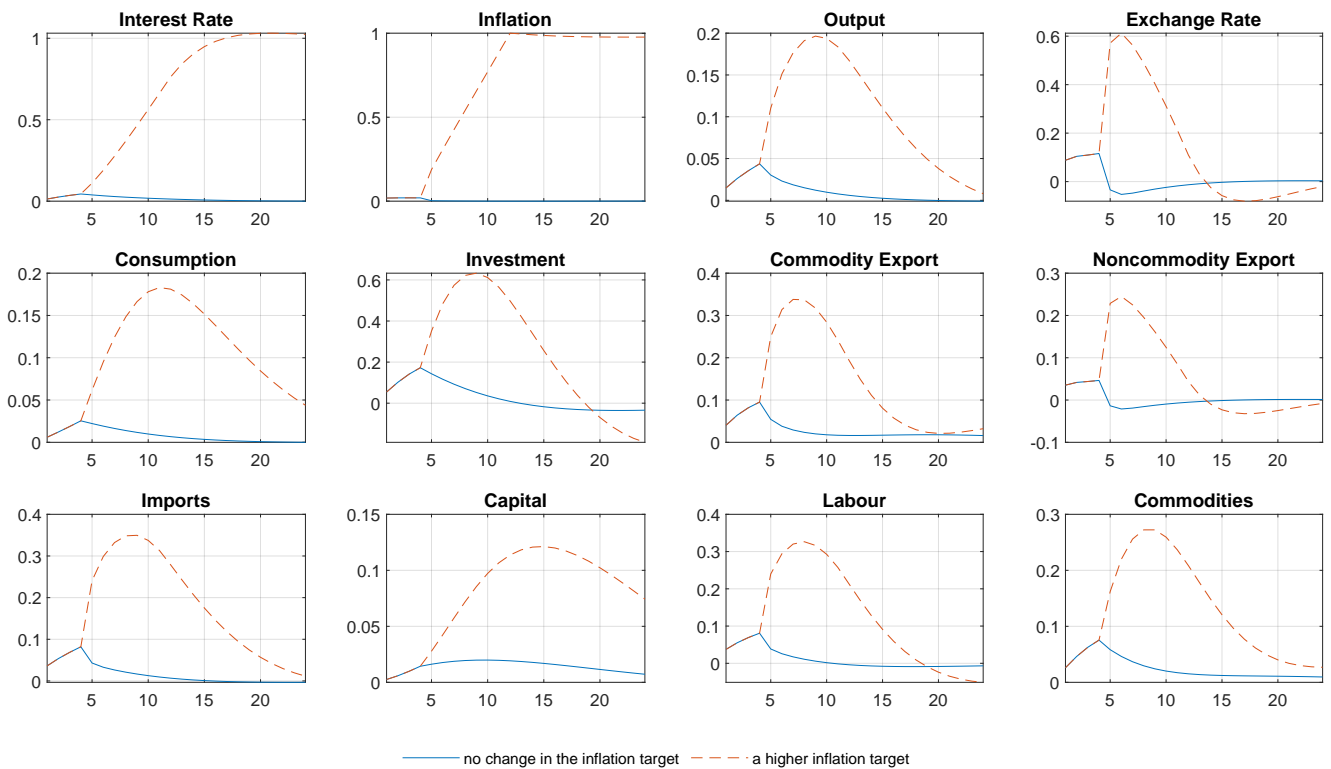 Interest Rate
Inflation
Output
Exchange Rate
1
0.5
0
5 10 15 20
1
0.5
0
5 10 15 20
0.2
0.15
0.1
0.05
0
5 10 15 20
0.6
0.4
0.2
0
5 10 15 20
Consumption
Investment
Commodity Export
Noncommodity Export
0.2
0.15
0.1
0.05
0
5 10 15 20
0.6
0.4
0.2
0
5 10 15 20
0.4
0.3
0.2
0.1
0
5 10 15 20
0.3
0.2
0.1
0
-0.1
5 10 15 20
Imports
Capital
Labour
Commodities
0.4
0.3
0.2
0.1
0
5 10 15 20
0.15
0.1
0.05
0
5 10 15 20
0.4
0.3
0.2
0.1
0
5 10 15 20
0.3
0.2
0.1
0
5 10 15 20
no change in the inflation target a higher inflation target